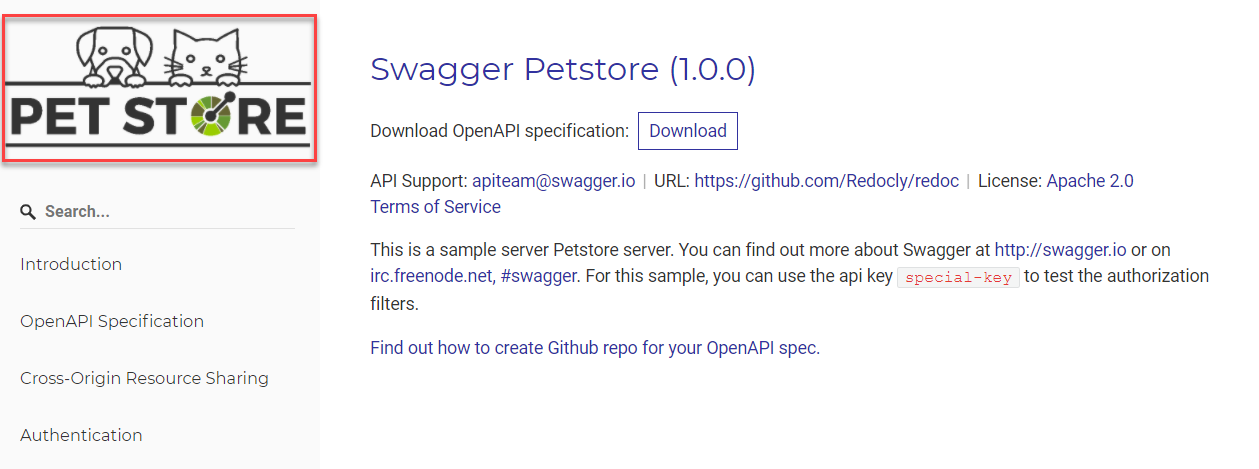 PET STORE
Search...
Introduction
OpenAPI Specification
Cross-Origin Resource Sharing
Authentication
Swagger Petstore (1.0.0)
Download OpenAPI specification: Download
API Support: apiteam@swagger.io | URL: https://github.com/Redocly/redoc | License: Apache 2.0
Terms of Service
This is a sample server Petstore server. You can find out more about Swagger at http://swagger.io or on
irc.freenode.net, #swagger. For this sample, you can use the api key special-key to test the authorization
filters.
Find out how to create Github repo for your OpenAPI spec.